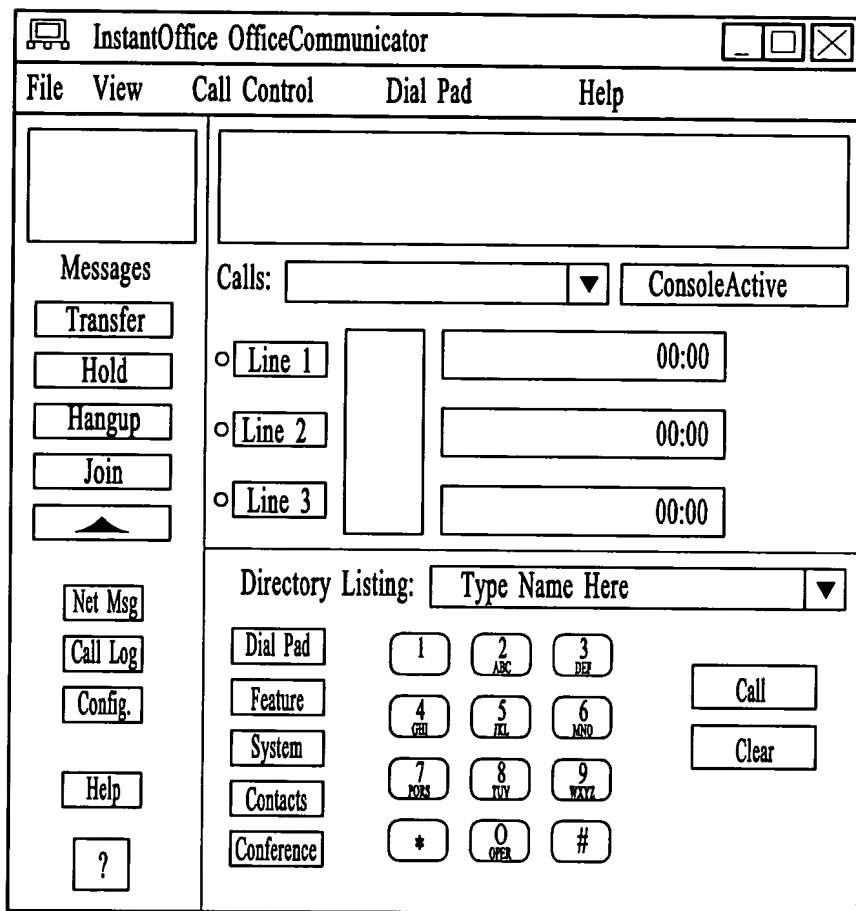 InstantOffice OfficeCommunicator
File View Call Control Dial Pad Help
Messages
Transfer
Hold
Hangup
Join
Net Msg
Call Log
Config.
Help
?
Calls:
ConsoleActive
Line 1 00:00
Line 2 00:00
Line 3 00:00
Directory Listing: Type Name Here
Dial Pad
Feature
System
Contacts
Conference
1 2 3
ABC DEF
4 5 6
GHI JKL MNO
7 8 9
PQRS TUV WXYZ
* 0 #
OPER
Call
Clear